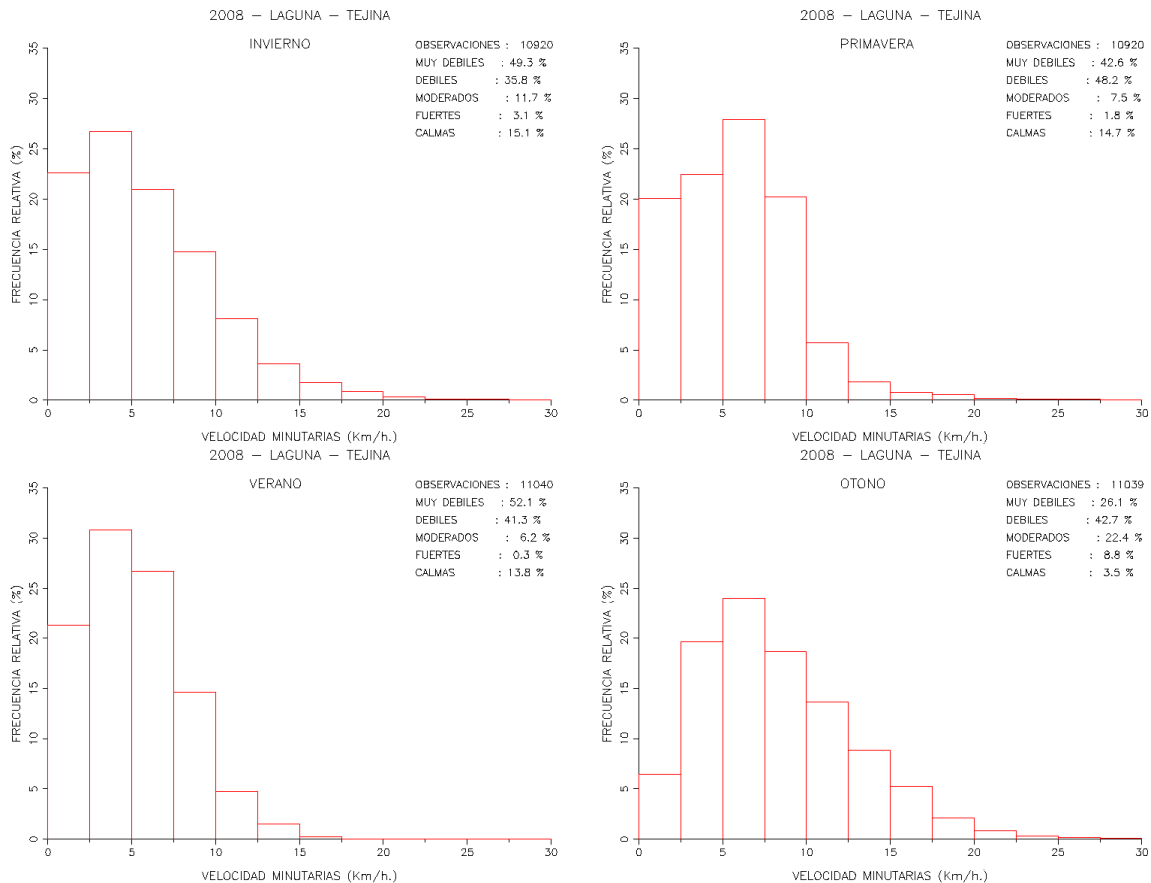 2008 – LAGUNA – TEJINA
INVIERNO
OBSERVACIONES : 10920
MUY DEBILES : 49.3 %
DEBILES : 35.8 %
MODERADOS : 11.7 %
FUERTES : 3.1 %
CALMAS : 15.1 %
FRECUENCIA RELATIVA (%)
0 5 10 15 20 25 30 35
0 5 10 15 20 25 30
VELOCIDAD MINUTARIAS (Km/h.)
2008 – LAGUNA – TEJINA
PRIMAVERA
OBSERVACIONES : 10920
MUY DEBILES : 42.6 %
DEBILES : 48.2 %
MODERADOS : 7.5 %
FUERTES : 1.8 %
CALMAS : 14.7 %
FRECUENCIA RELATIVA (%)
0 5 10 15 20 25 30 35
0 5 10 15 20 25 30
VELOCIDAD MINUTARIAS (Km/h.)
2008 – LAGUNA – TEJINA
VERANO
OBSERVACIONES : 11040
MUY DEBILES : 52.1 %
DEBILES : 41.3 %
MODERADOS : 6.2 %
FUERTES : 0.3 %
CALMAS : 13.8 %
FRECUENCIA RELATIVA (%)
0 5 10 15 20 25 30 35
0 5 10 15 20 25 30
VELOCIDAD MINUTARIAS (Km/h.)
2008 – LAGUNA – TEJINA
OTONO
OBSERVACIONES : 11039
MUY DEBILES : 26.1 %
DEBILES : 42.7 %
MODERADOS : 22.4 %
FUERTES : 8.8 %
CALMAS : 3.5 %
FRECUENCIA RELATIVA (%)
0 5 10 15 20 25 30 35
0 5 10 15 20 25 30
VELOCIDAD MINUTARIAS (Km/h.)